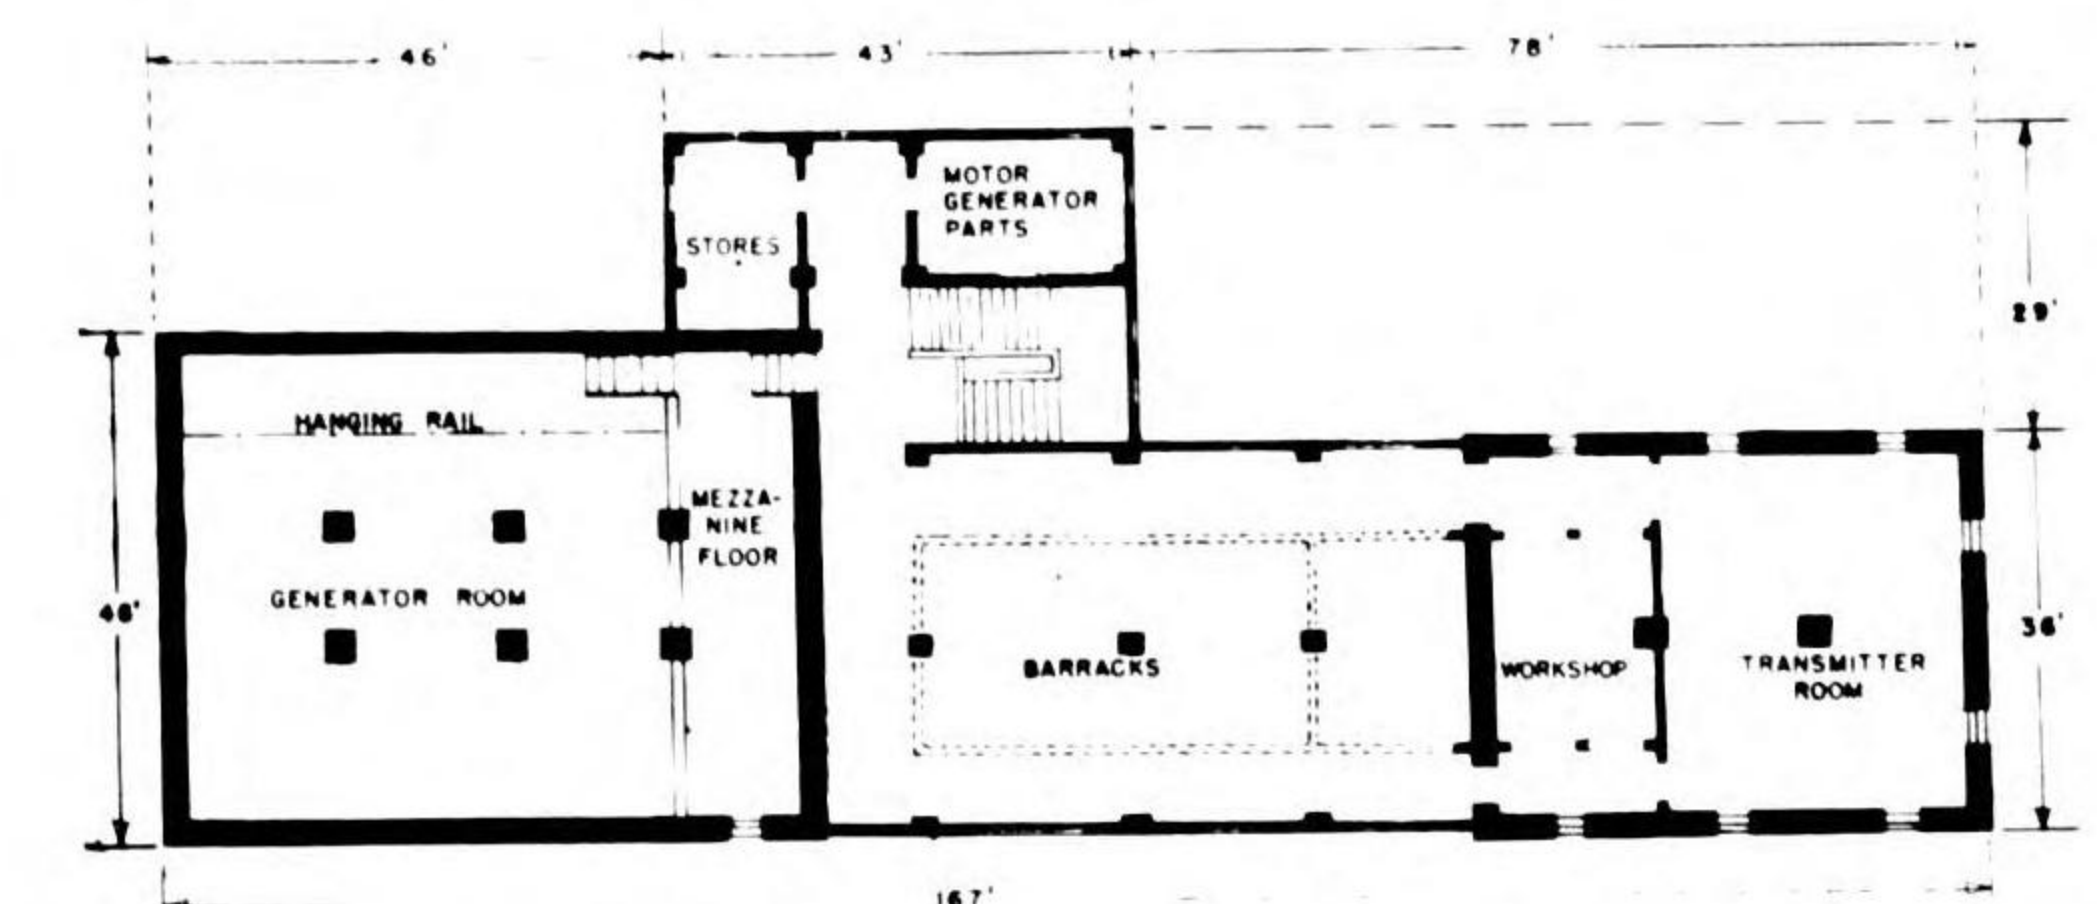 46'
43'
78'
MOTOR
GENERATOR
PARTS
STORES
29'
HANGING RAIL
MEZZA-
NINE
FLOOR
GENERATOR ROOM
46'
36'
BARRACKS
WORKSHOP
TRANSMITTER
ROOM
167'